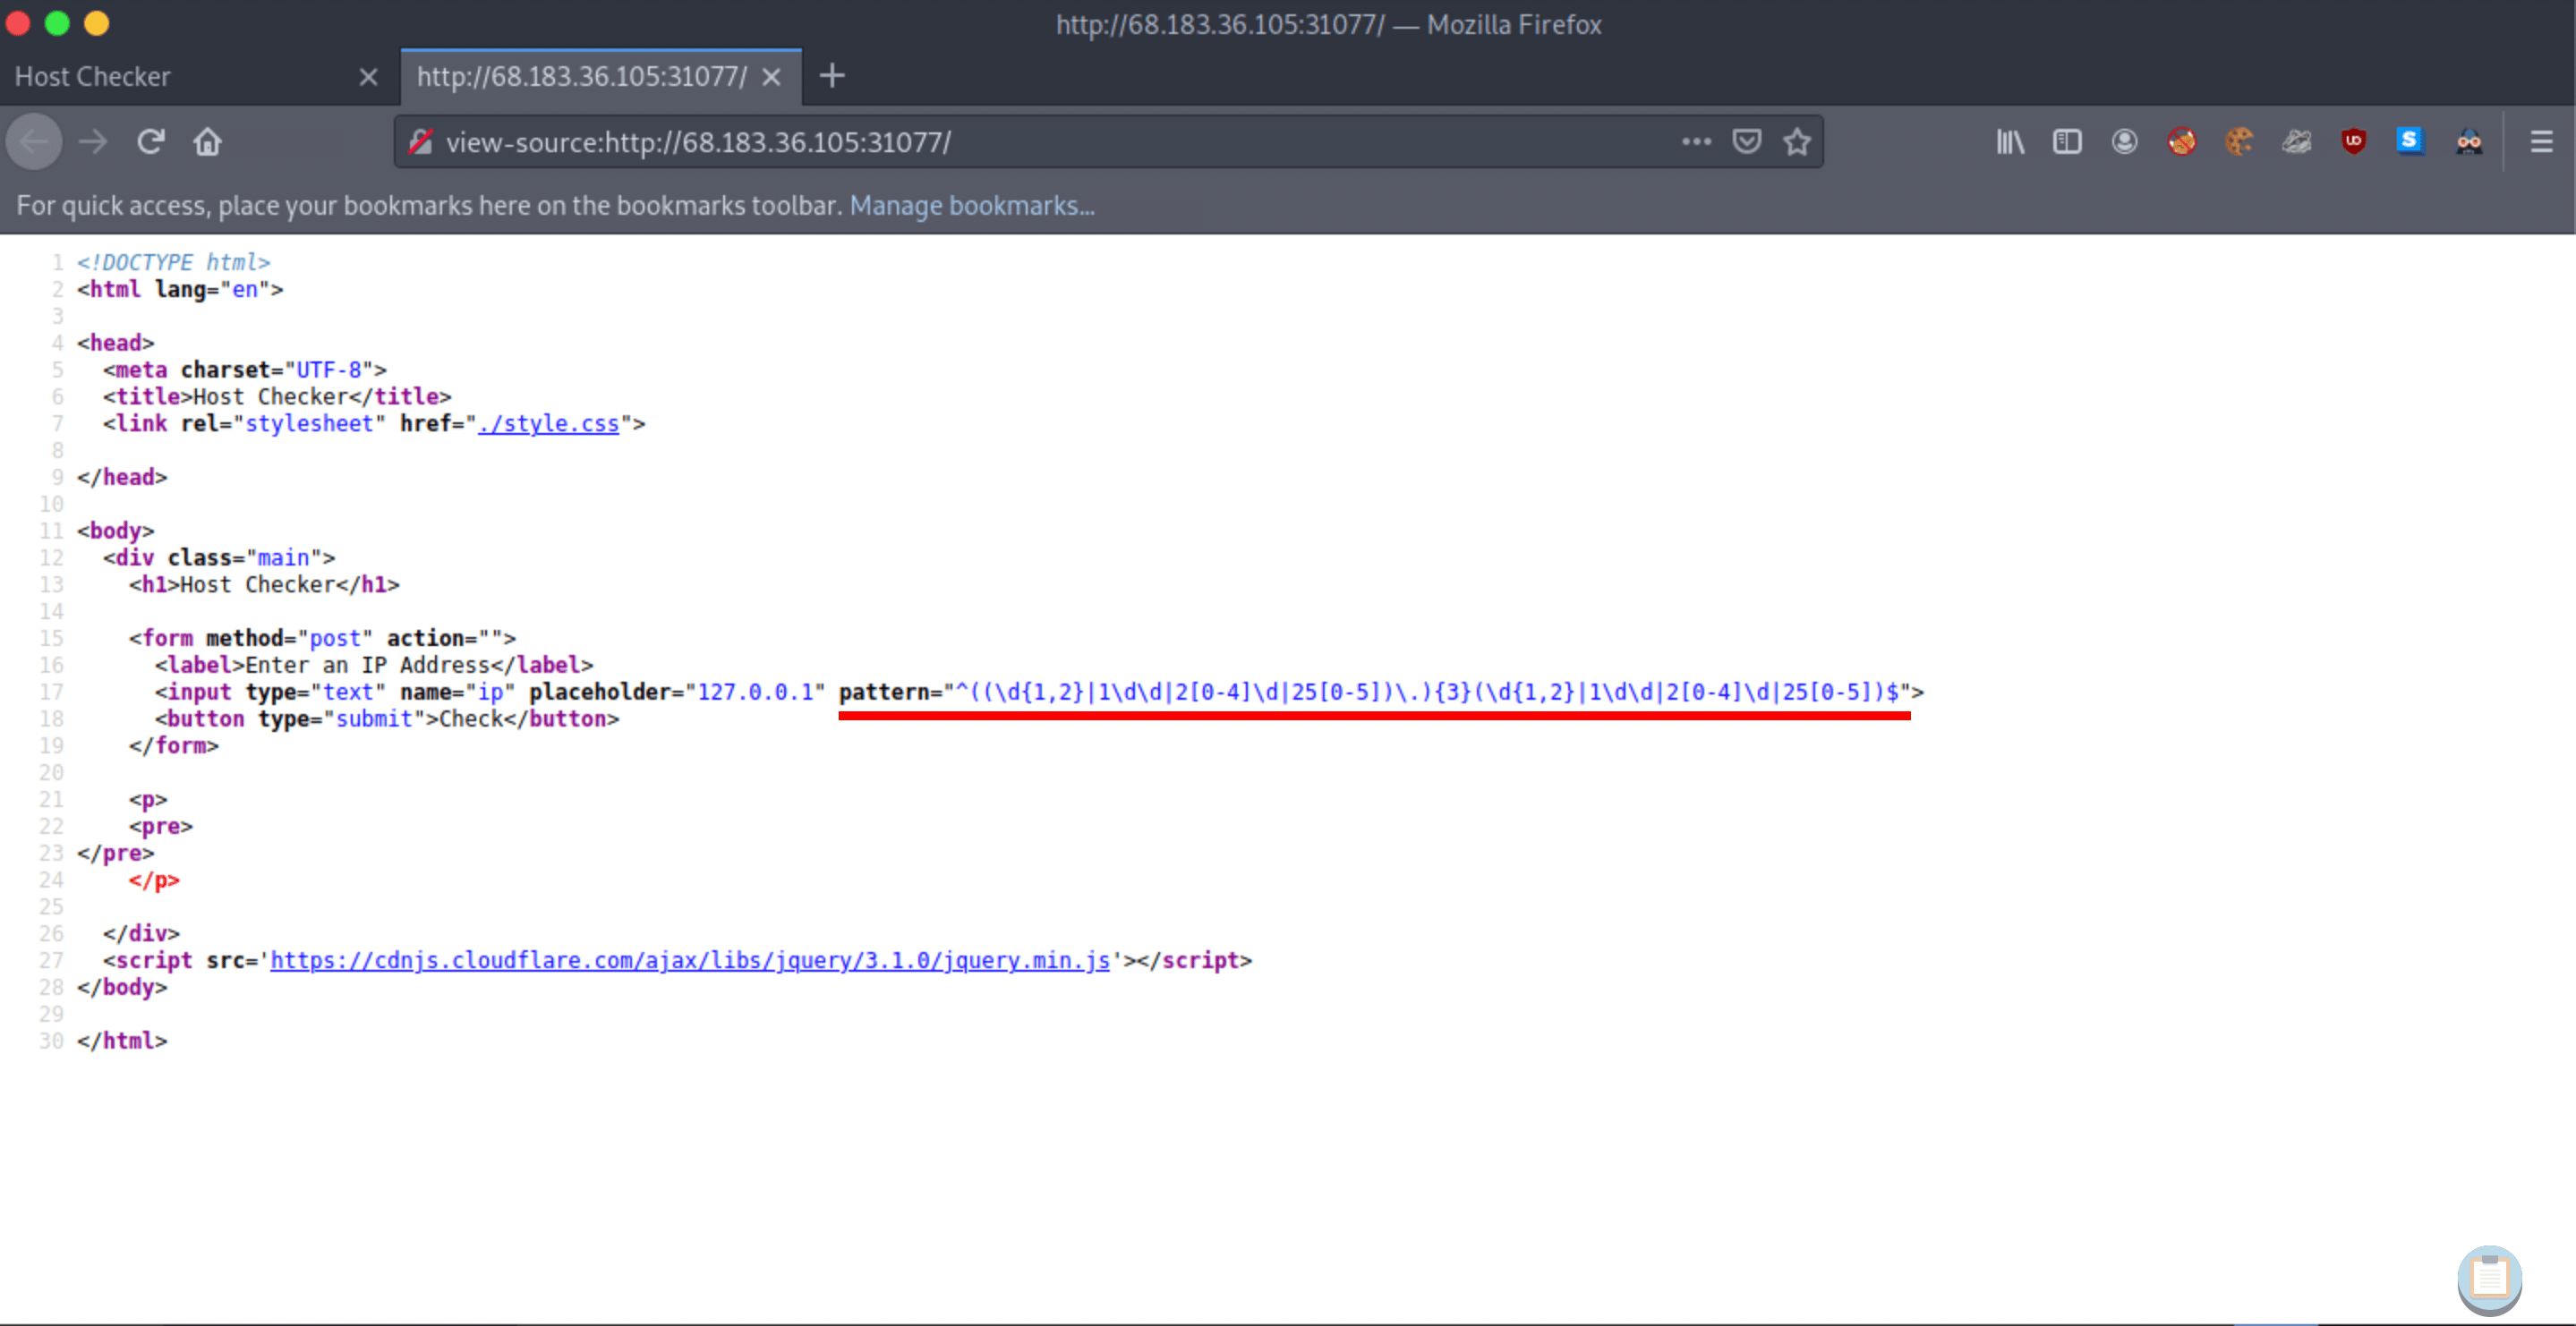 http://68.183.36.105:31077/ — Mozilla Firefox
Host Checker
http://68.183.36.105:31077/
view-source:http://68.183.36.105:31077/
For quick access, place your bookmarks here on the bookmarks toolbar. Manage bookmarks...
1 <!DOCTYPE html>
2 <html lang="en">
3
4 <head>
5   <meta charset="UTF-8">
6   <title>Host Checker</title>
7   <link rel="stylesheet" href="./style.css">
8
9 </head>
10
11 <body>
12   <div class="main">
13     <h1>Host Checker</h1>
14
15     <form method="post" action="">
16       <label>Enter an IP Address</label>
17       <input type="text" name="ip" placeholder="127.0.0.1" pattern="^((\d{1,2}|1\d\d|2[0-4]\d|25[0-5])\.){3}(\d{1,2}|1\d\d|2[0-4]\d|25[0-5])$">
18       <button type="submit">Check</button>
19     </form>
20
21     <p>
22     <pre>
23 </pre>
24     </p>
25
26   </div>
27   <script src='https://cdnjs.cloudflare.com/ajax/libs/jquery/3.1.0/jquery.min.js'></script>
28 </body>
29
30 </html>